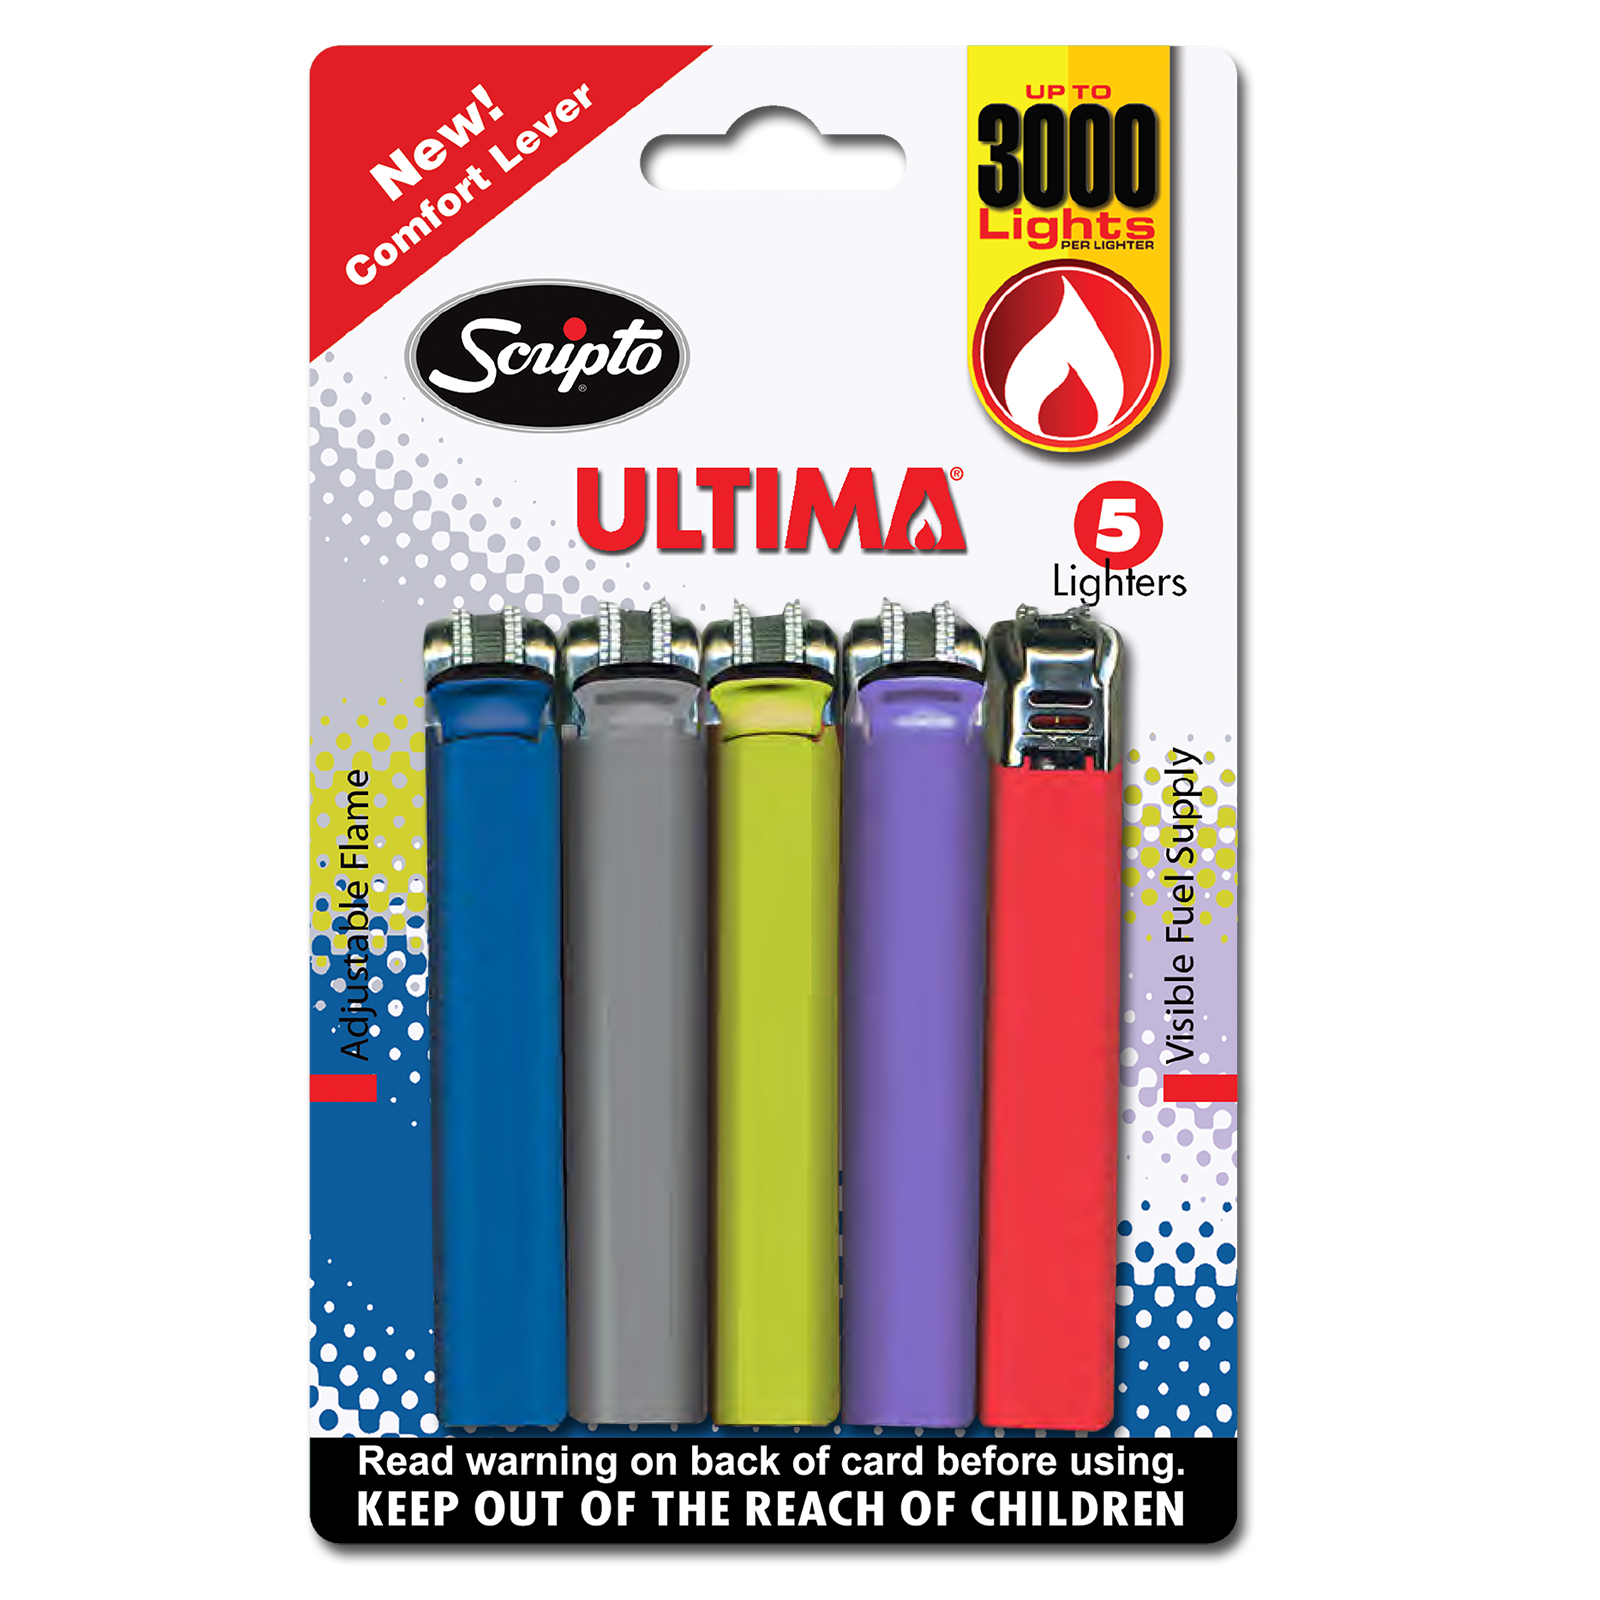 New!
Comfort Lever
UP TO
3000
Lights
PER LIGHTER
Scripto®
ULTIMA®
5
Lighters
Adjustable Flame
Visible Fuel Supply
Read warning on back of card before using.
KEEP OUT OF THE REACH OF CHILDREN